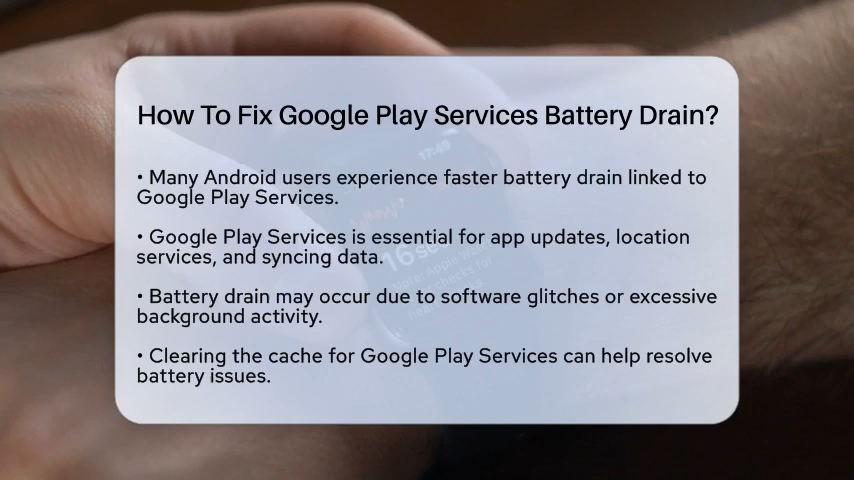 How To Fix Google Play Services Battery Drain?
• Many Android users experience faster battery drain linked to
Google Play Services.
• Google Play Services is essential for app updates, location
services, and syncing data.
• Battery drain may occur due to software glitches or excessive
background activity.
• Clearing the cache for Google Play Services can help resolve
battery issues.